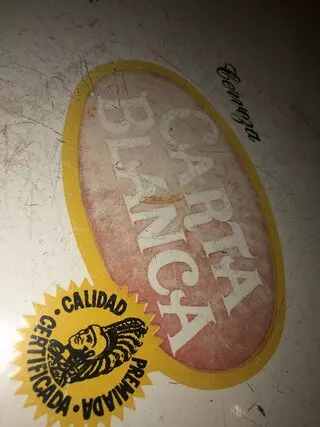 Cerveza
CARTA
BLANCA
CALIDAD
PREMIADA
CERTIFICADA